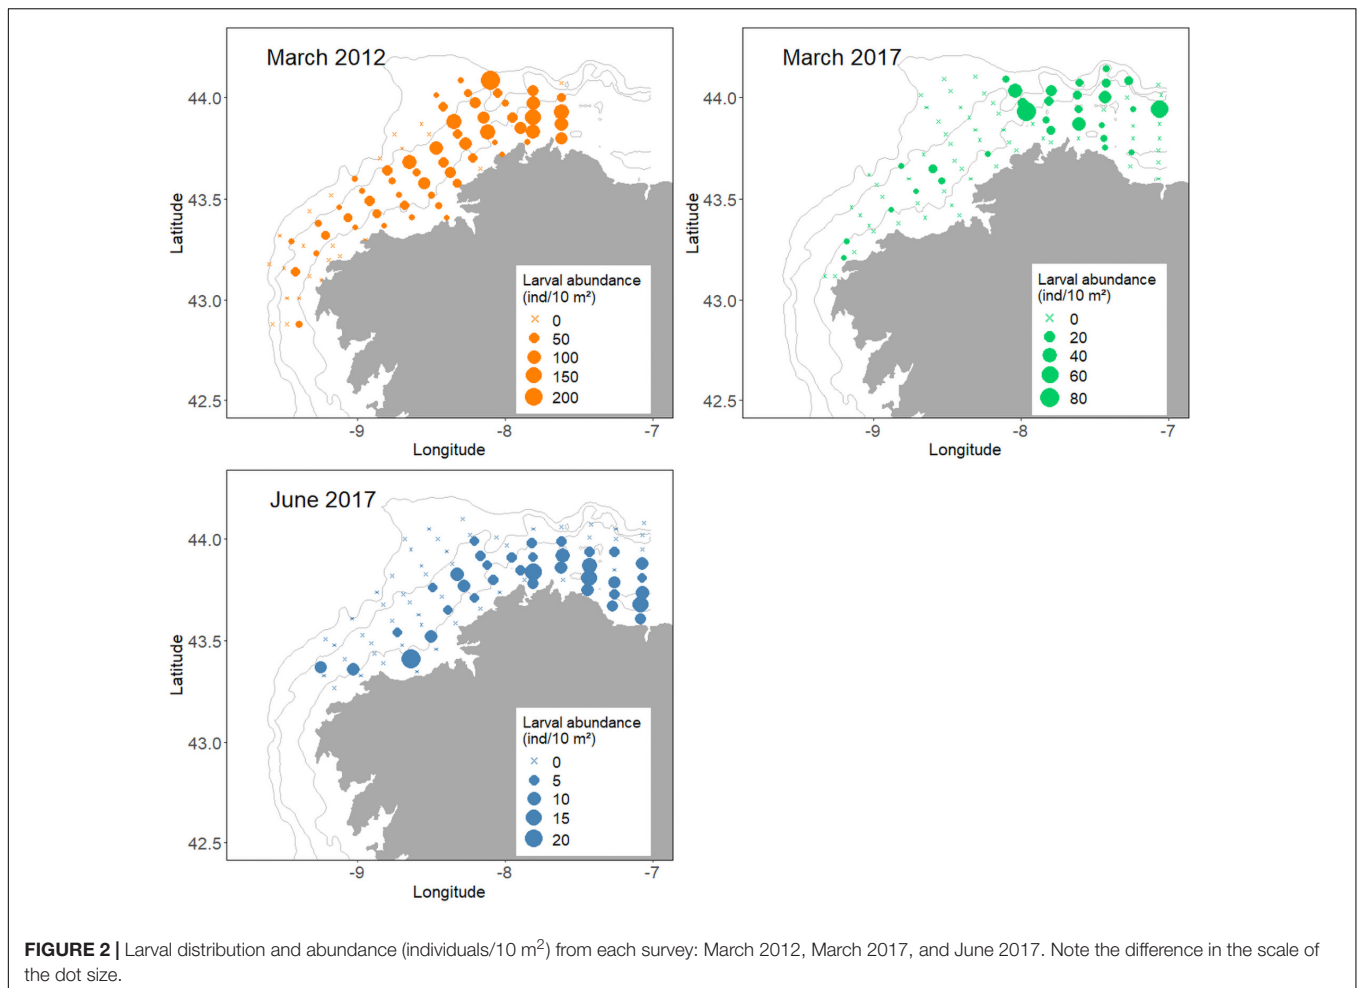 March 2012
44.0
43.5
43.0
42.5
Latitude
-9
-8
-7
Longitude
Larval abundance
(ind/10 m²)
0
50
100
150
200
March 2017
44.0
43.5
43.0
42.5
Latitude
-9
-8
-7
Longitude
Larval abundance
(ind/10 m²)
0
20
40
60
80
June 2017
44.0
43.5
43.0
42.5
Latitude
-9
-8
-7
Longitude
Larval abundance
(ind/10 m²)
0
5
10
15
20
FIGURE 2 | Larval distribution and abundance (individuals/10 m²) from each survey: March 2012, March 2017, and June 2017. Note the difference in the scale of
the dot size.